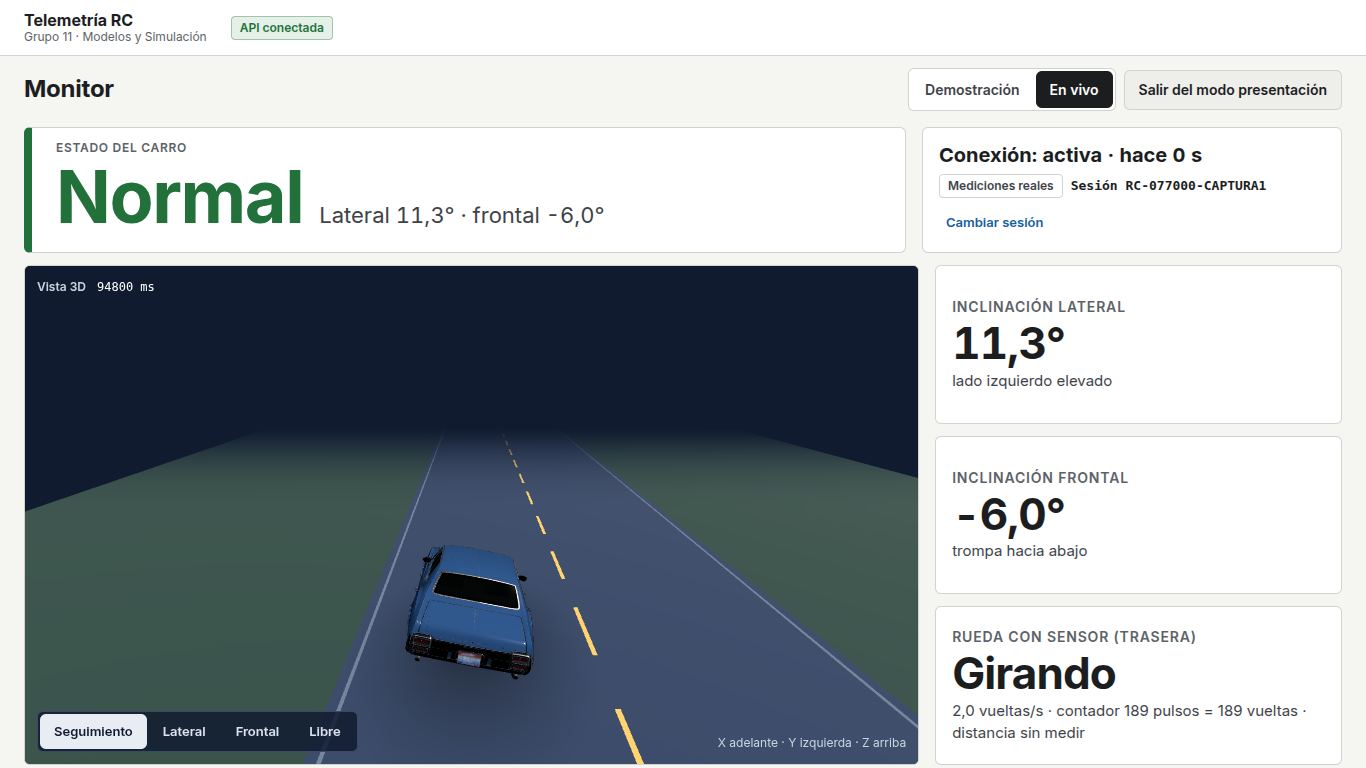 Telemetría RC
Grupo 11 · Modelos y Simulación
API conectada
Monitor
Demostración
En vivo
Salir del modo presentación
ESTADO DEL CARRO
Normal
Lateral 11,3° · frontal -6,0°
Conexión: activa · hace 0 s
Mediciones reales
Sesión RC-077000-CAPTURA1
Cambiar sesión
Vista 3D
94800 ms
Seguimiento
Lateral
Frontal
Libre
X adelante · Y izquierda · Z arriba
INCLINACIÓN LATERAL
11,3°
lado izquierdo elevado
INCLINACIÓN FRONTAL
-6,0°
trompa hacia abajo
RUEDA CON SENSOR (TRASERA)
Girando
2,0 vueltas/s · contador 189 pulsos = 189 vueltas ·
distancia sin medir